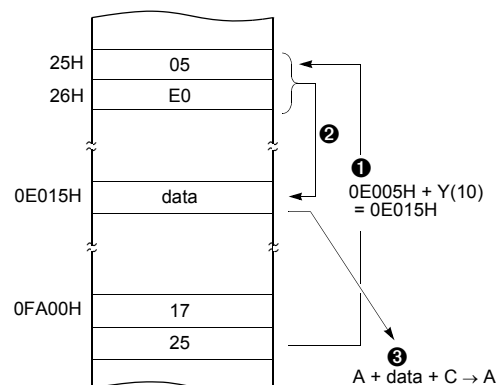 25H 05
26H E0
❷
❶
0E005H + Y(10)
= 0E015H
0E015H data
0FA00H 17
25
❸
A + data + C → A